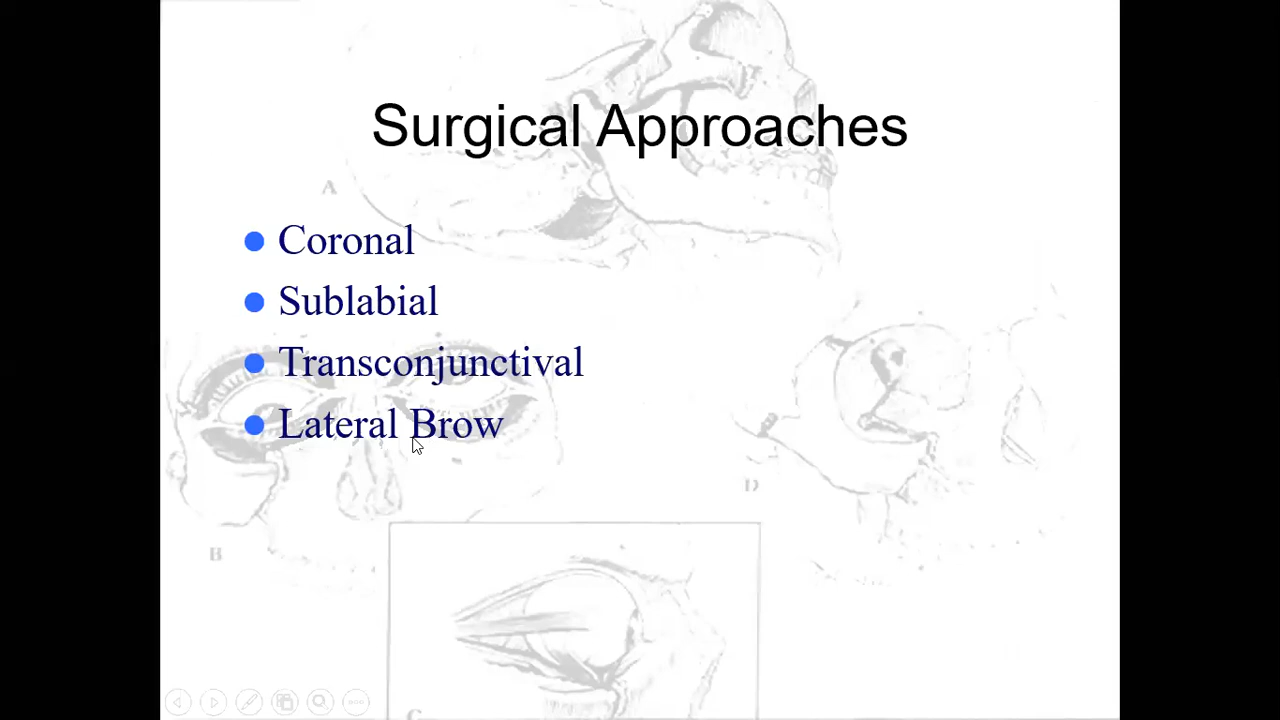 Surgical Approaches
A
Coronal
Sublabial
Transconjunctival
Lateral Brow
D
B
C